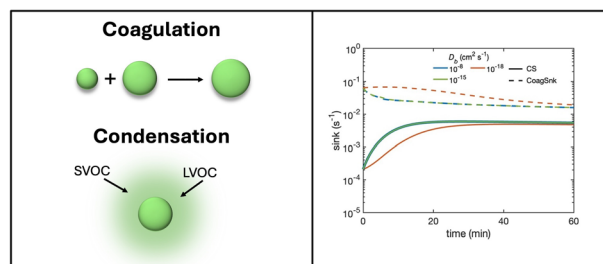 Coagulation
+
Condensation
SVOC
LVOC
D_b (cm² s⁻¹)
10⁻⁸ 10⁻¹⁸ CS
10⁻¹⁵ CoagSnk
sink (s⁻¹)
10⁰
10⁻¹
10⁻²
10⁻³
10⁻⁴
10⁻⁵
0 20 40 60
time (min)